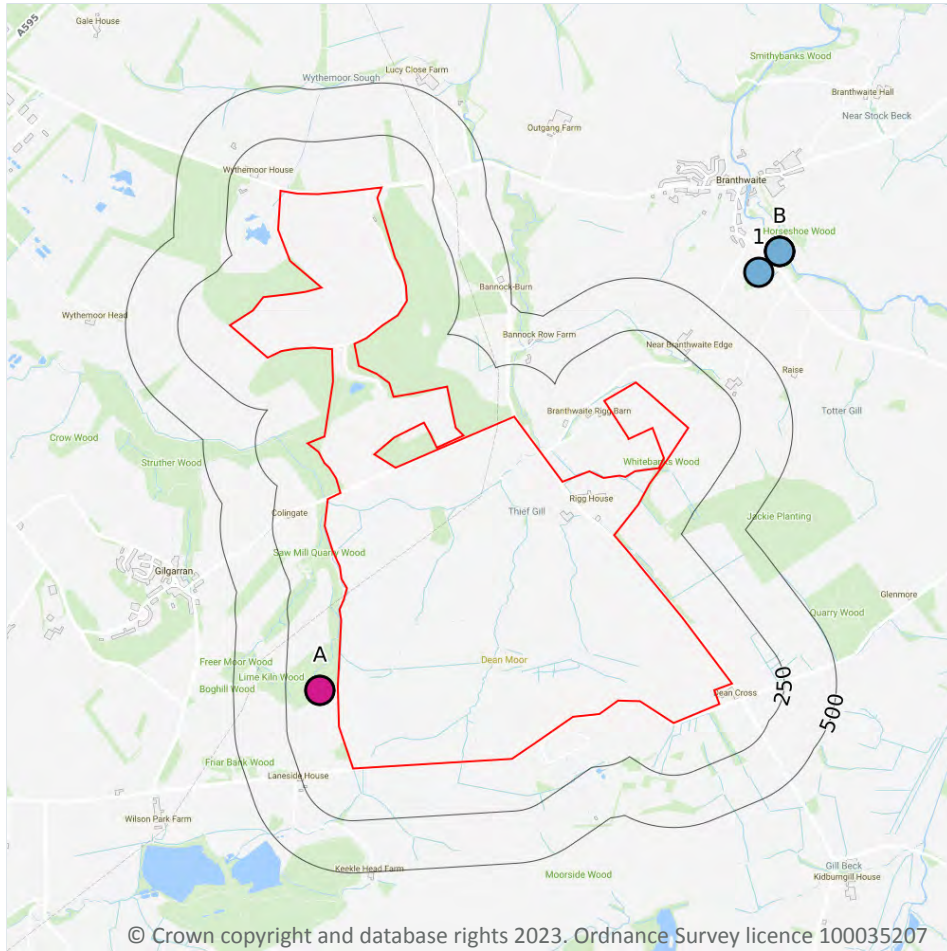 Gale House
A595
Smithybanks Wood
Lucy Close Farm
Wythemoor Sough
Branthwaite Hall
Near Stock Beck
Outgang Farm
Wythemoor House
Branthwaite
B
Horseshoe Wood
1
Bannock-Burn
Wythemoor Head
Bannock Row Farm
Near Branthwaite Edge
Raise
Branthwaite Rigg Barn
Totter Gill
Crow Wood
Struther Wood
Whitebanks Wood
Rigg House
Colingate
Thief Gill
Jackie Planting
Saw Mill Quarry Wood
Gilgarran
Glenmore
Quarry Wood
A
Dean Moor
Freer Moor Wood
Lime Kiln Wood
Boghill Wood
Dean Cross
250
500
Friar Bank Wood
Laneside House
Wilson Park Farm
Keekle Head Farm
Moorside Wood
Gill Beck
Kidburngill House
© Crown copyright and database rights 2023. Ordnance Survey licence 100035207